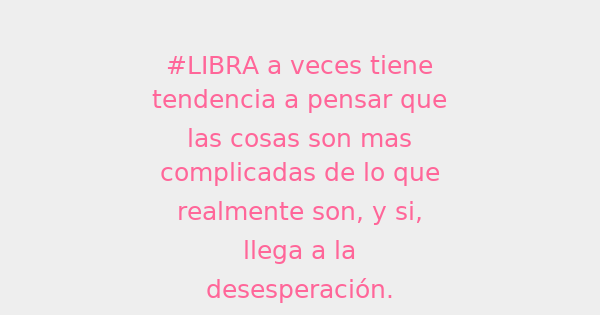 #LIBRA a veces tiene
tendencia a pensar que
las cosas son mas
complicadas de lo que
realmente son, y si,
llega a la
desesperación.